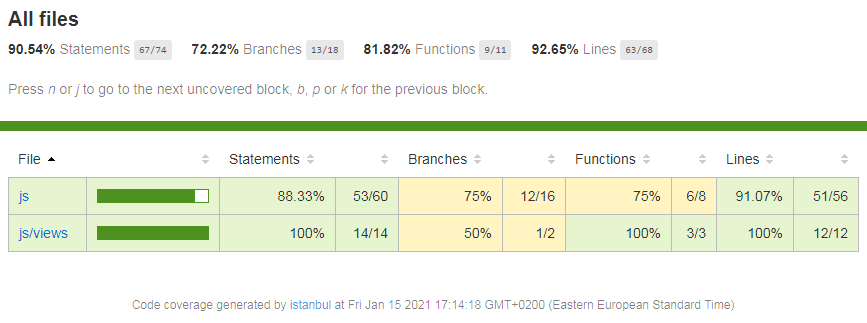 All files
90.54% Statements 67/74 72.22% Branches 13/18 81.82% Functions 9/11 92.65% Lines 63/68
Press n or j to go to the next uncovered block, b, p or k for the previous block.
File Statements Branches Functions Lines
js 88.33% 53/60 75% 12/16 75% 6/8 91.07% 51/56
js/views 100% 14/14 50% 1/2 100% 3/3 100% 12/12
Code coverage generated by istanbul at Fri Jan 15 2021 17:14:18 GMT+0200 (Eastern European Standard Time)